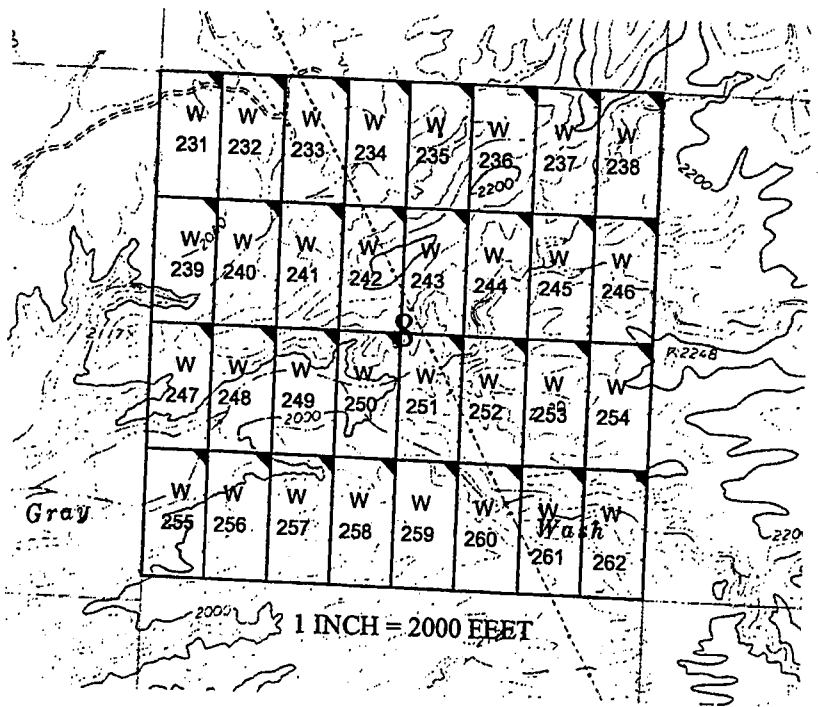 W W W W W W W W
231 232 233 234 235 236 237 238
2200
2200
W W W W W W W W
239 240 241 242 243 244 245 246
8
2248
W W W W W W W W
247 248 249 250 251 252 253 254
2000
W W W W W W W W
255 256 257 258 259 260 261 262
Gray Wash
2000
1 INCH = 2000 FEET